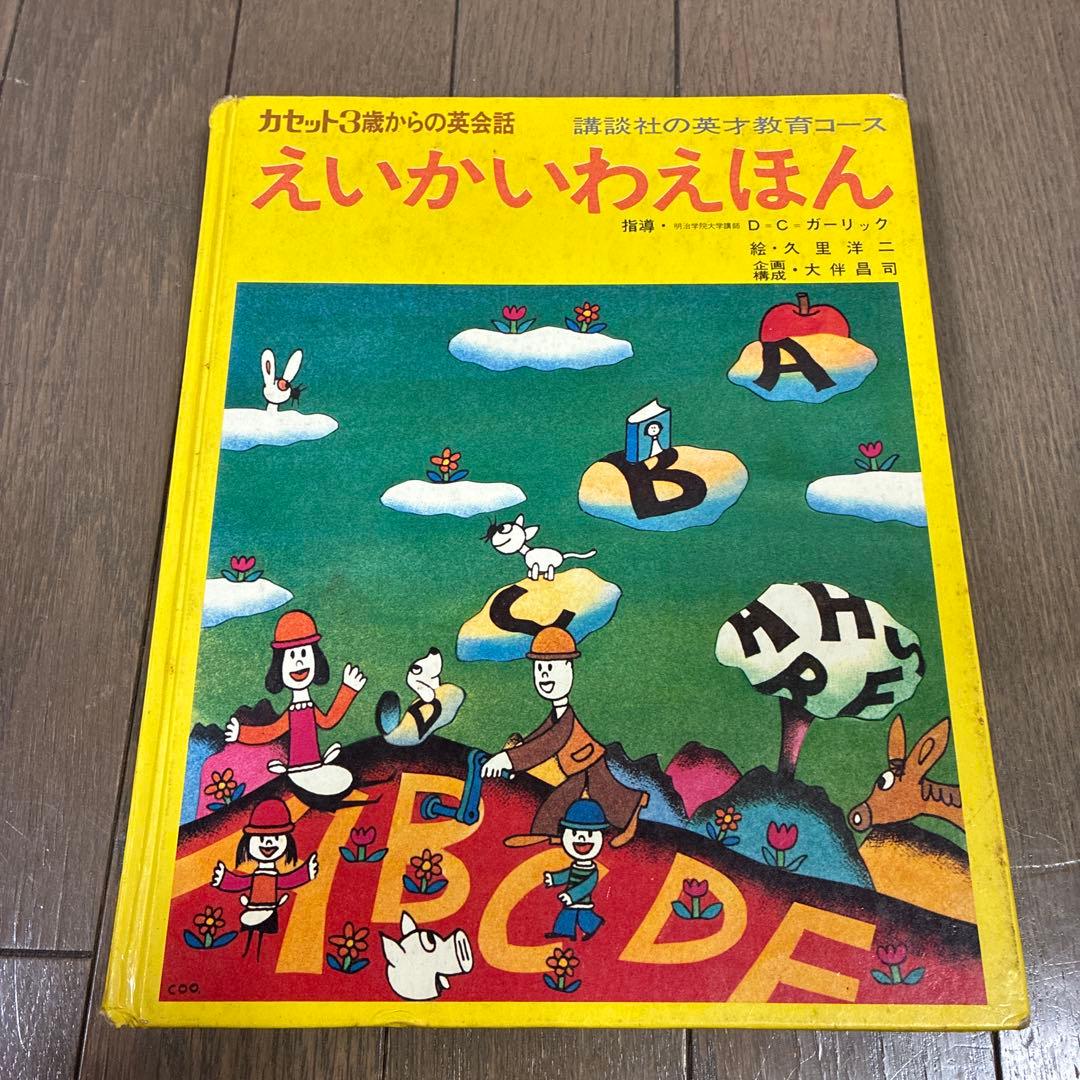 カセット3歳からの英会話 講談社の英才教育コース
えいかいわえほん
指導・明治学院大学講師 D=C=ガーリック
絵・久里洋二
企画構成・大伴昌司
A
B
C
D
HARE
HSE
ABCDE
COO.